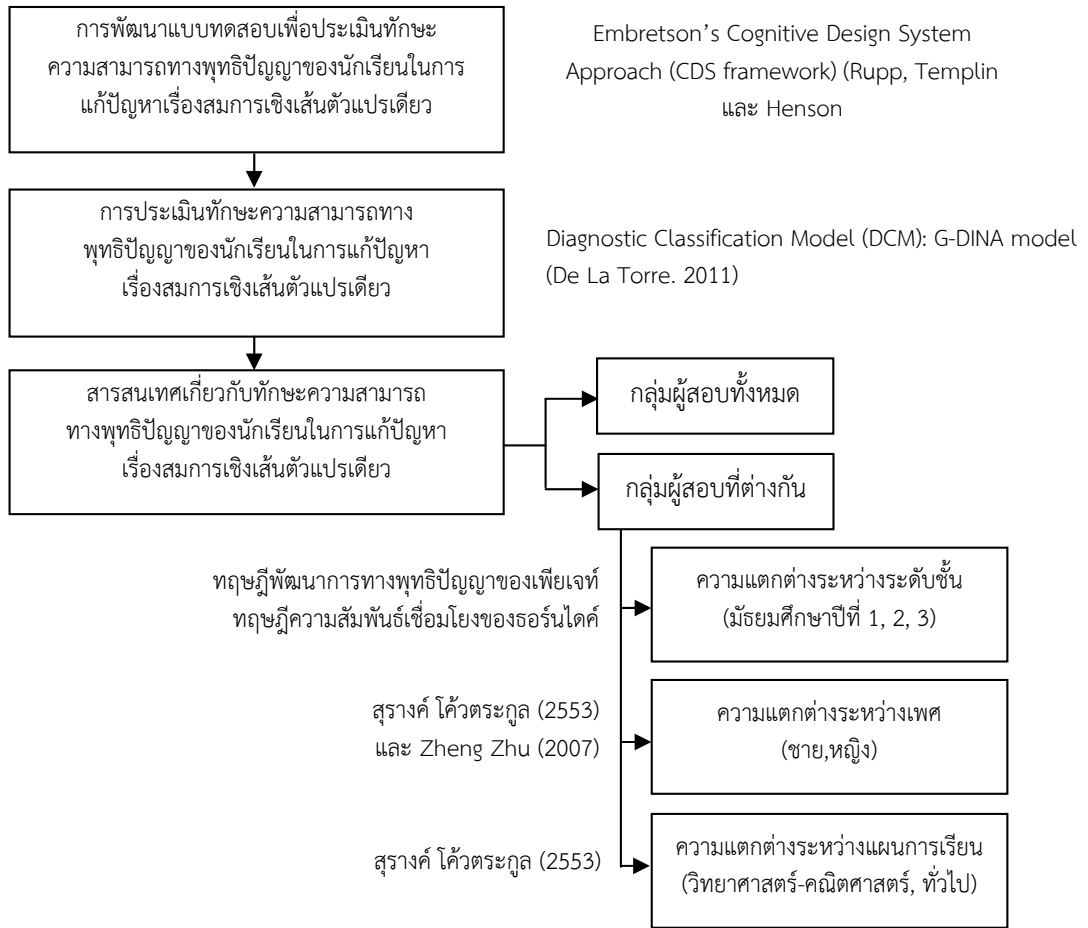 การพัฒนาแบบทดสอบเพื่อประเมินทักษะ
ความสามารถทางพุทธิปัญญาของนักเรียนในการ
แก้ปัญหาเรื่องสมการเชิงเส้นตัวแปรเดียว
Embretson's Cognitive Design System
Approach (CDS framework) (Rupp, Templin
และ Henson
การประเมินทักษะความสามารถทาง
พุทธิปัญญาของนักเรียนในการแก้ปัญหา
เรื่องสมการเชิงเส้นตัวแปรเดียว
Diagnostic Classification Model (DCM): G-DINA model
(De La Torre. 2011)
สารสนเทศเกี่ยวกับทักษะความสามารถ
ทางพุทธิปัญญาของนักเรียนในการแก้ปัญหา
เรื่องสมการเชิงเส้นตัวแปรเดียว
กลุ่มผู้สอบทั้งหมด
กลุ่มผู้สอบที่ต่างกัน
ทฤษฎีพัฒนาการทางพุทธิปัญญาของเพียเจท์
ทฤษฎีความสัมพันธ์เชื่อมโยงของธอร์นไดค์
ความแตกต่างระหว่างระดับชั้น
(มัธยมศึกษาปีที่ 1, 2, 3)
สุรางค์ โค้วตระกูล (2553)
และ Zheng Zhu (2007)
ความแตกต่างระหว่างเพศ
(ชาย,หญิง)
สุรางค์ โค้วตระกูล (2553)
ความแตกต่างระหว่างแผนการเรียน
(วิทยาศาสตร์-คณิตศาสตร์, ทั่วไป)